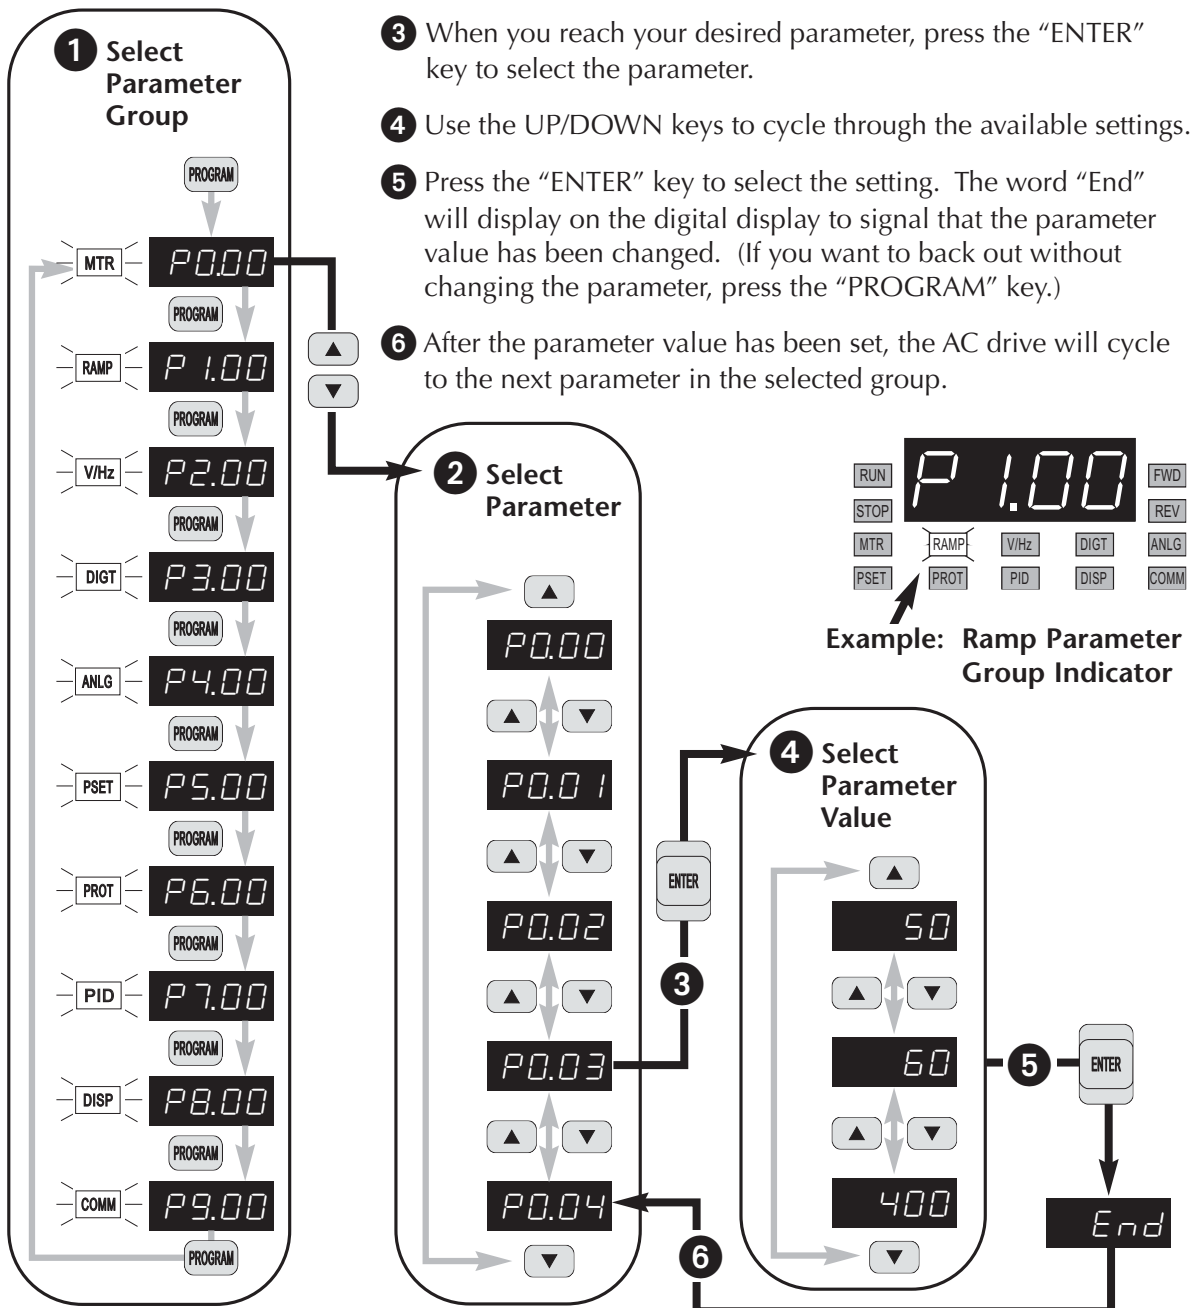 1 Select
Parameter
Group
PROGRAM
MTR P0.00
PROGRAM
RAMP P 1.00
PROGRAM
V/Hz P2.00
PROGRAM
DIGT P3.00
PROGRAM
ANLG P4.00
PROGRAM
PSET P5.00
PROGRAM
PROT P6.00
PROGRAM
PID P7.00
PROGRAM
DISP P8.00
PROGRAM
COMM P9.00
PROGRAM
3 When you reach your desired parameter, press the “ENTER”
key to select the parameter.
4 Use the UP/DOWN keys to cycle through the available settings.
5 Press the “ENTER” key to select the setting. The word “End”
will display on the digital display to signal that the parameter
value has been changed. (If you want to back out without
changing the parameter, press the “PROGRAM” key.)
6 After the parameter value has been set, the AC drive will cycle
to the next parameter in the selected group.
2 Select
Parameter
P0.00
P0.01
P0.02
P0.03
P0.04
ENTER
3
P 1.00
RUN FWD
STOP REV
MTR RAMP V/Hz DIGT ANLG
PSET PROT PID DISP COMM
Example: Ramp Parameter
Group Indicator
4 Select
Parameter
Value
50
60
400
5 ENTER
End
6